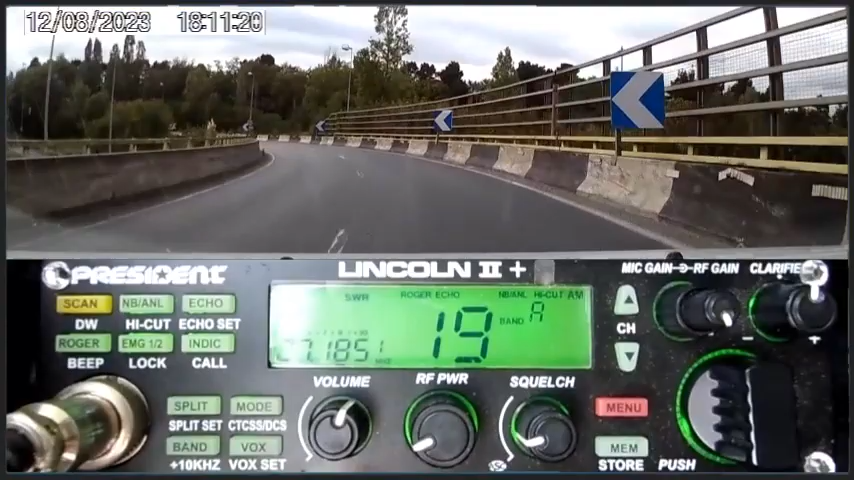 12/08/2023 18:11:20
PRESIDENT LINCOLN II + MIC GAIN RF GAIN CLARIFIER
SCAN NB/ANL ECHO
DW HI-CUT ECHO SET
ROGER EMG 1/2 INDIC
BEEP LOCK CALL
SWR ROGER ECHO NB/ANL HI-CUT AM
19 BAND A
27.1851
CH
VOLUME RF PWR SQUELCH
SPLIT MODE
SPLIT SET CTCSS/DCS
BAND VOX
+10KHZ VOX SET
MENU
MEM
STORE PUSH
- +